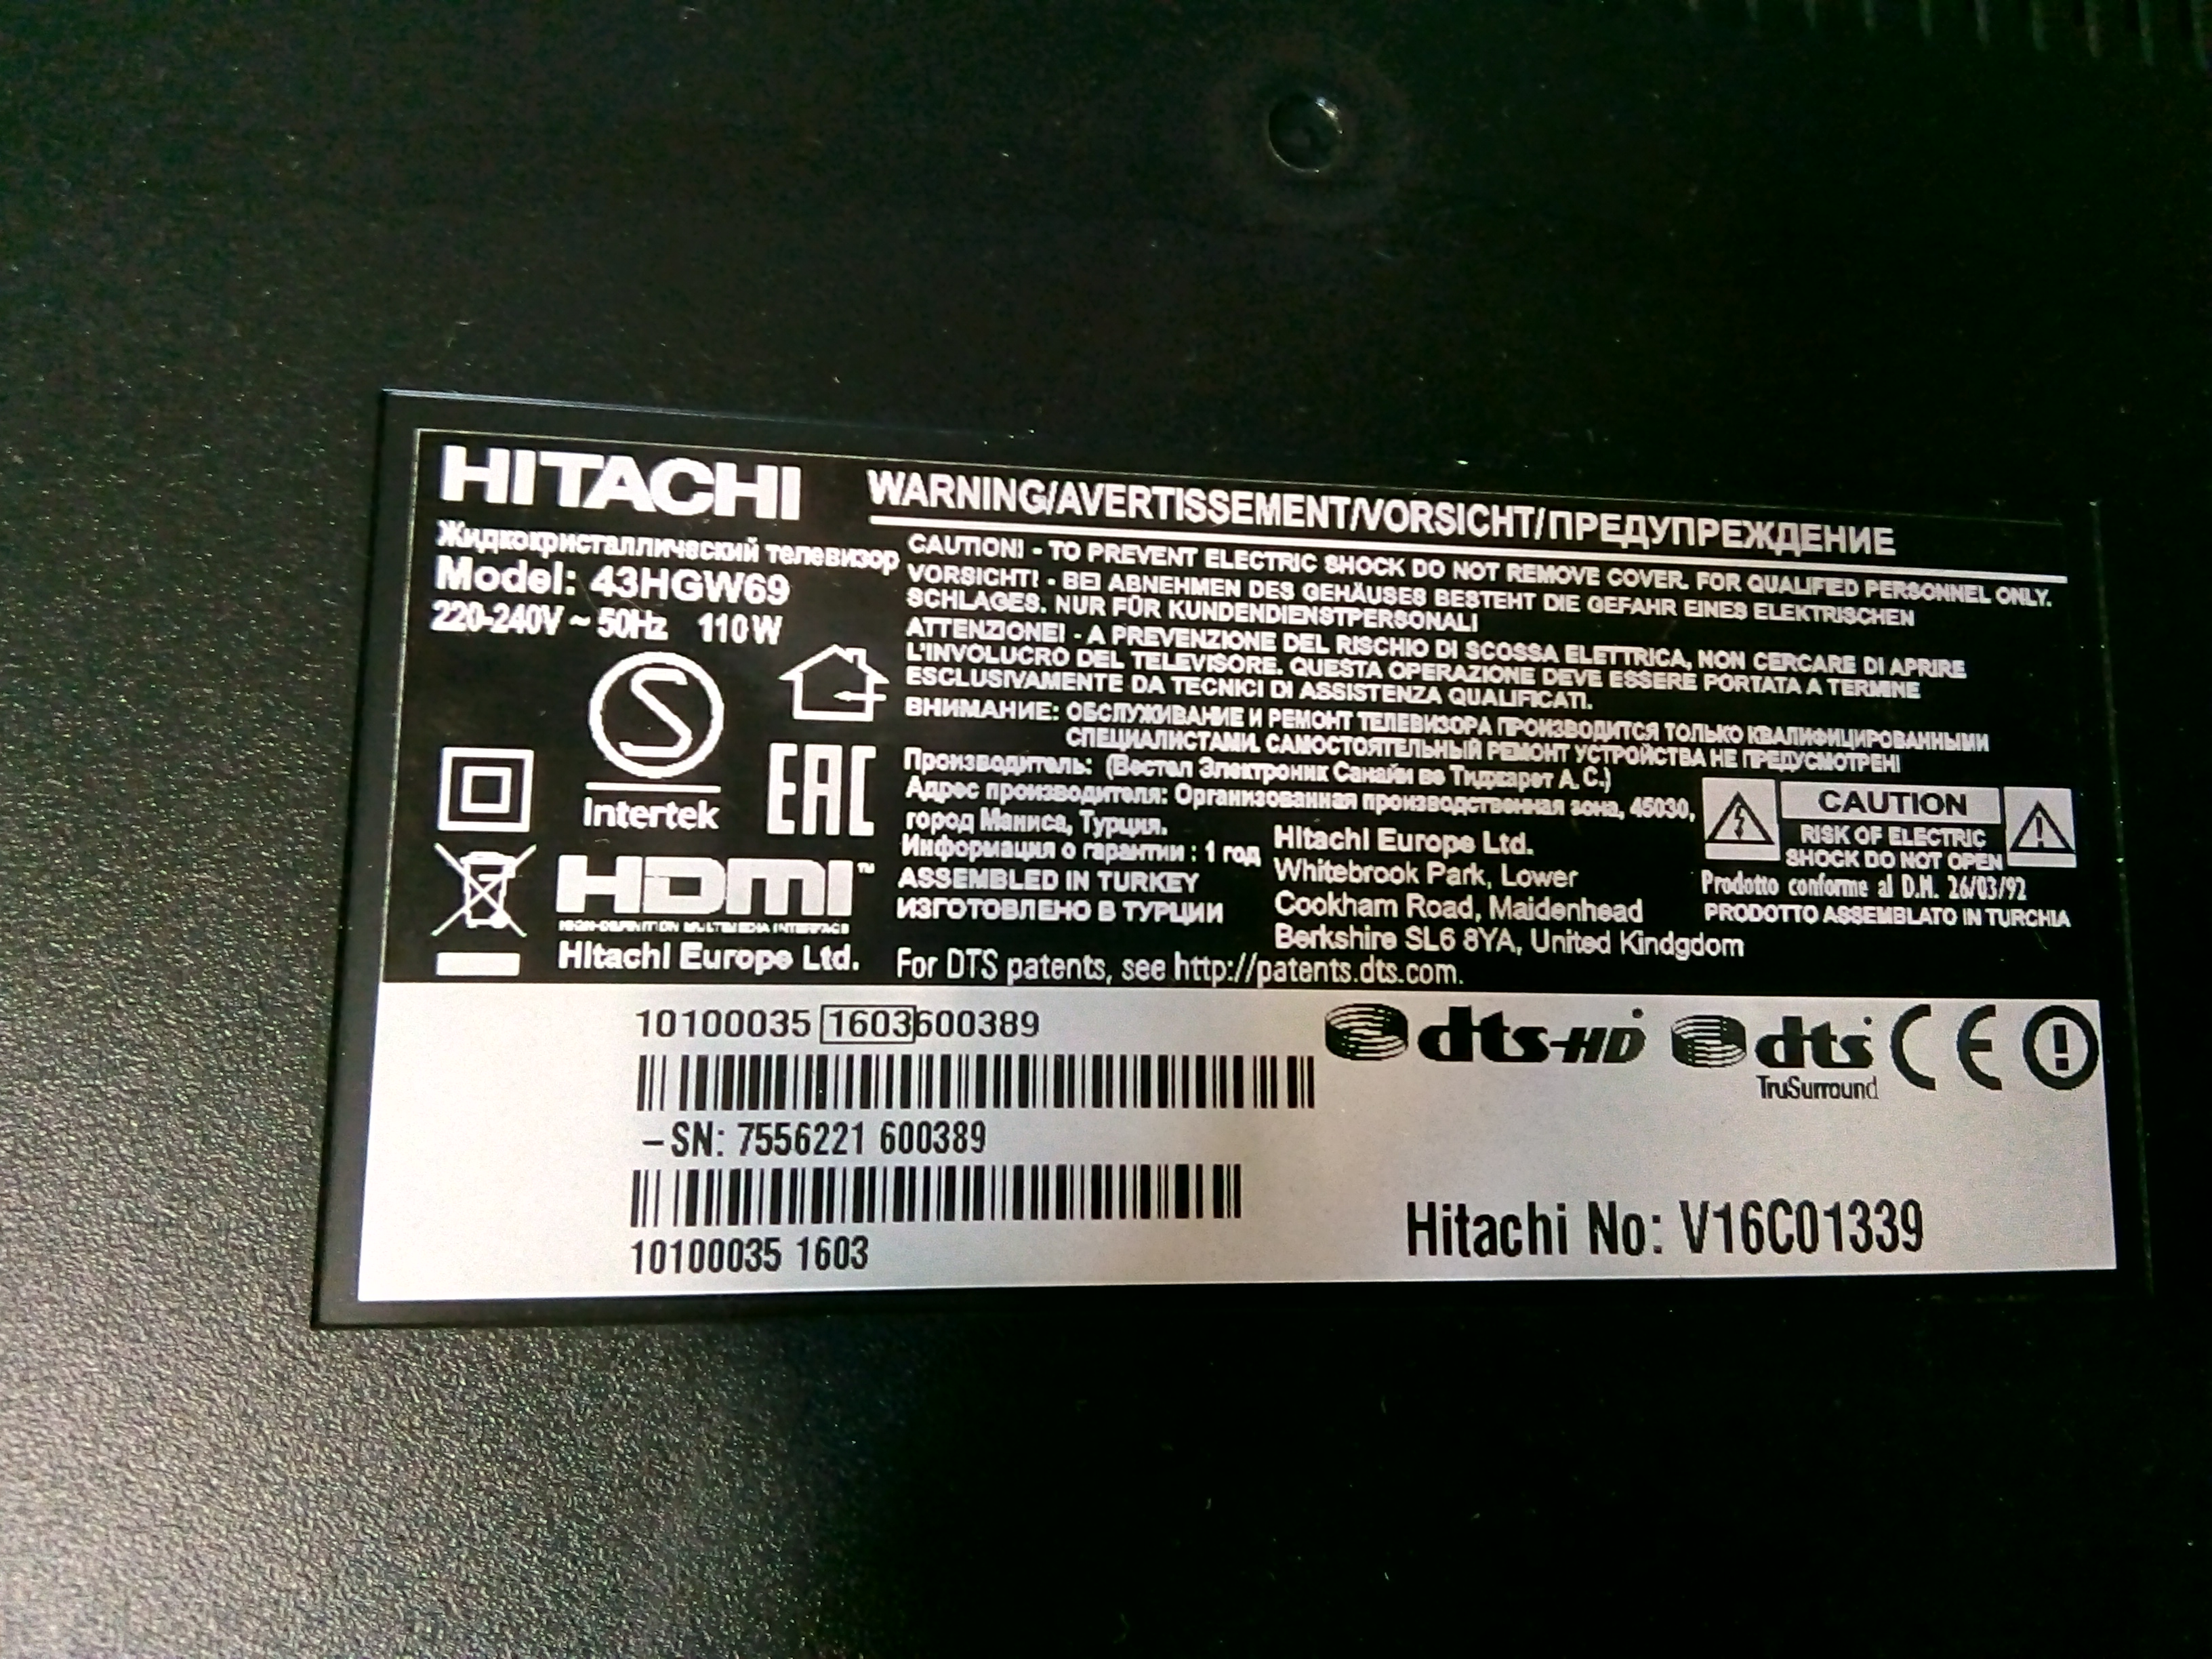 HITACHI
Жидкокристаллический телевизор
Model: 43HGW69
220-240V ~ 50Hz 110W
Intertek
EAC
HDMI™
HIGH-DEFINITION MULTIMEDIA INTERFACE
Hitachi Europe Ltd.
WARNING/AVERTISSEMENT/VORSICHT/ПРЕДУПРЕЖДЕНИЕ
CAUTION! - TO PREVENT ELECTRIC SHOCK DO NOT REMOVE COVER. FOR QUALIFIED PERSONNEL ONLY.
VORSICHT! - BEI ABNEHMEN DES GEHÄUSES BESTEHT DIE GEFAHR EINES ELEKTRISCHEN
SCHLAGES. NUR FÜR KUNDENDIENSTPERSONAL!
ATTENZIONE! - A PREVENZIONE DEL RISCHIO DI SCOSSA ELETTRICA, NON CERCARE DI APRIRE
L'INVOLUCRO DEL TELEVISORE. QUESTA OPERAZIONE DEVE ESSERE PORTATA A TERMINE
ESCLUSIVAMENTE DA TECNICI DI ASSISTENZA QUALIFICATI.
ВНИМАНИЕ: ОБСЛУЖИВАНИЕ И РЕМОНТ ТЕЛЕВИЗОРА ПРОИЗВОДИТСЯ ТОЛЬКО КВАЛИФИЦИРОВАННЫМИ
СПЕЦИАЛИСТАМИ. САМОСТОЯТЕЛЬНЫЙ РЕМОНТ УСТРОЙСТВА НЕ ПРЕДУСМОТРЕН!
Производитель: (Вестел Электроник Санайи ве Тиджарет А.С.)
Адрес производителя: Организованная производственная зона, 45030,
город Маниса, Турция.
Информация о гарантии : 1 год
ASSEMBLED IN TURKEY
ИЗГОТОВЛЕНО В ТУРЦИИ
Hitachi Europe Ltd.
Whitebrook Park, Lower
Cookham Road, Maidenhead
Berkshire SL6 8YA, United Kindgdom
CAUTION
RISK OF ELECTRIC
SHOCK DO NOT OPEN
Prodotto conforme al D.M. 26/03/92
PRODOTTO ASSEMBLATO IN TURCHIA
For DTS patents, see http://patents.dts.com.
10100035 1603600389
-SN: 7556221 600389
10100035 1603
dts-HD
dts
TruSurround
CE
Hitachi No: V16C01339